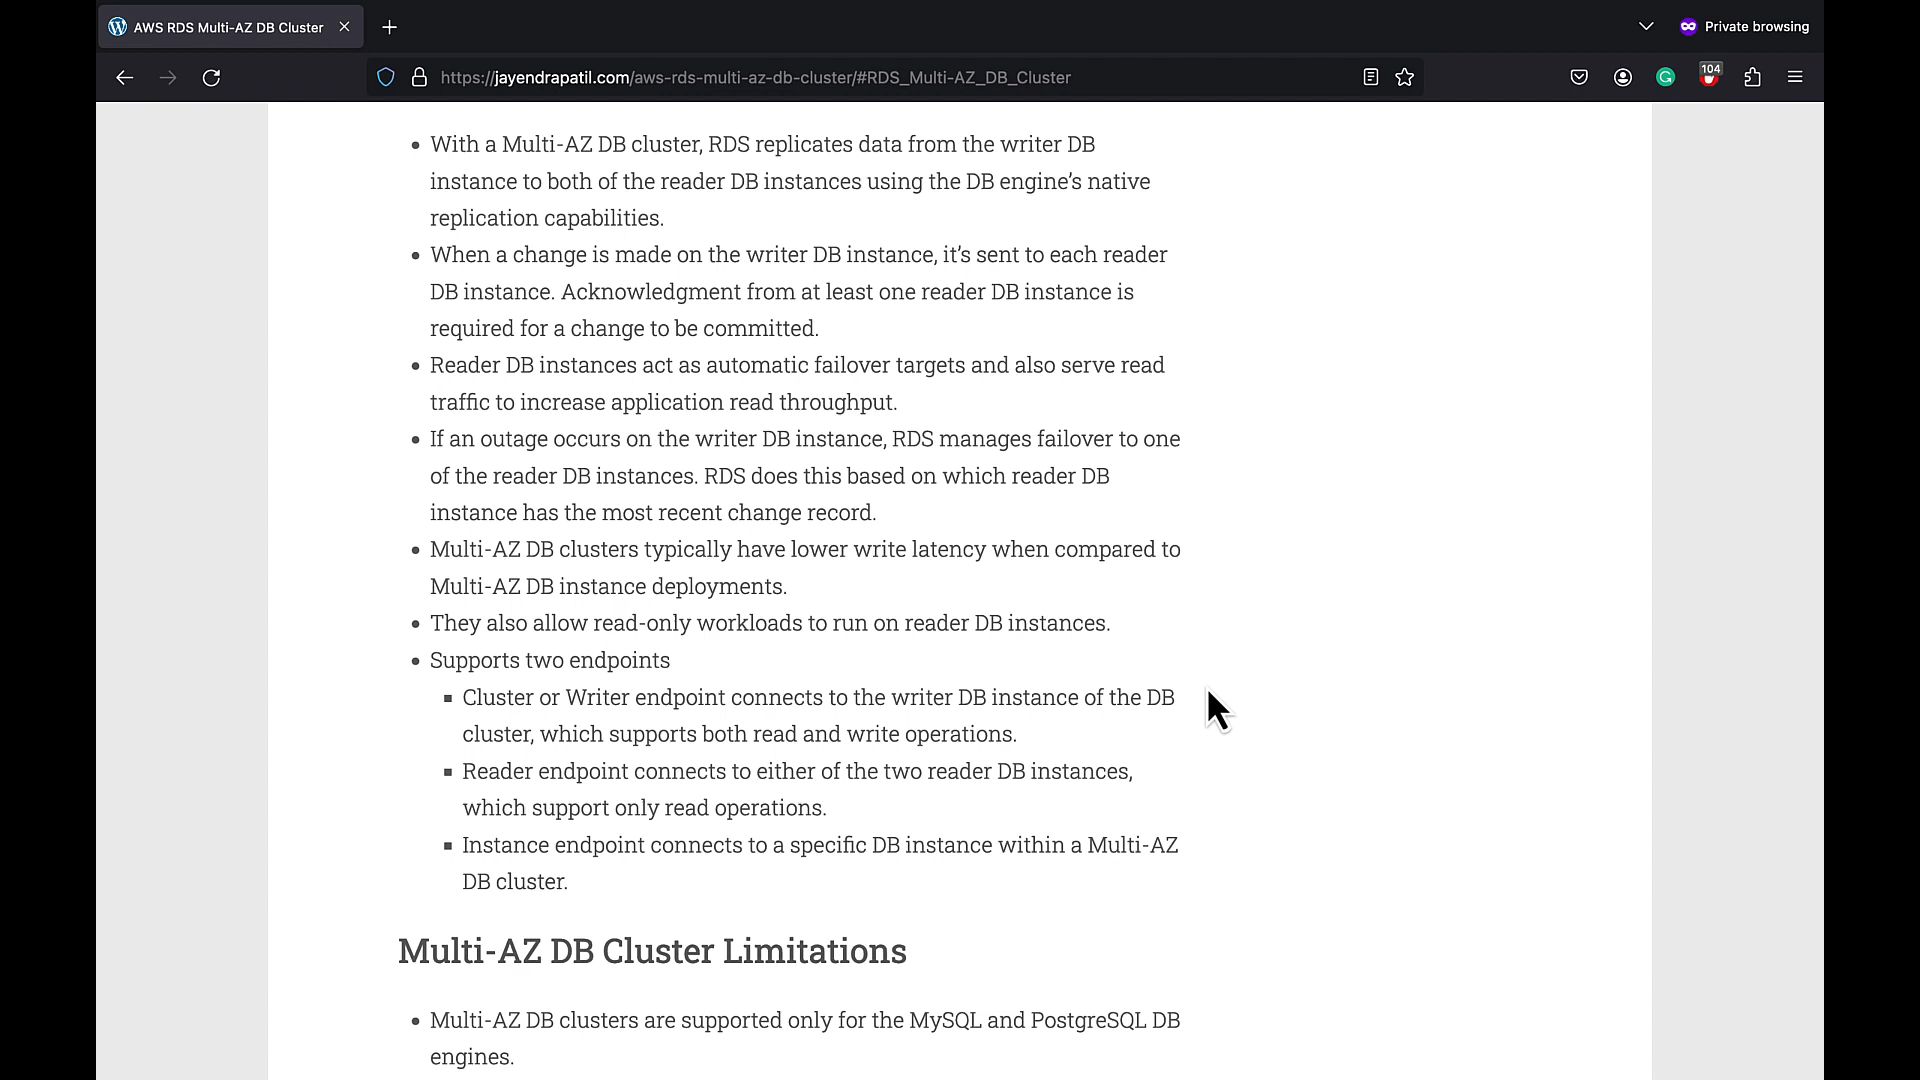 AWS RDS Multi-AZ DB Cluster
Private browsing
https://jayendrapatil.com/aws-rds-multi-az-db-cluster/#RDS_Multi-AZ_DB_Cluster
104
With a Multi-AZ DB cluster, RDS replicates data from the writer DB
instance to both of the reader DB instances using the DB engine’s native
replication capabilities.
When a change is made on the writer DB instance, it’s sent to each reader
DB instance. Acknowledgment from at least one reader DB instance is
required for a change to be committed.
Reader DB instances act as automatic failover targets and also serve read
traffic to increase application read throughput.
If an outage occurs on the writer DB instance, RDS manages failover to one
of the reader DB instances. RDS does this based on which reader DB
instance has the most recent change record.
Multi-AZ DB clusters typically have lower write latency when compared to
Multi-AZ DB instance deployments.
They also allow read-only workloads to run on reader DB instances.
Supports two endpoints
Cluster or Writer endpoint connects to the writer DB instance of the DB
cluster, which supports both read and write operations.
Reader endpoint connects to either of the two reader DB instances,
which support only read operations.
Instance endpoint connects to a specific DB instance within a Multi-AZ
DB cluster.
Multi-AZ DB Cluster Limitations
Multi-AZ DB clusters are supported only for the MySQL and PostgreSQL DB
engines.